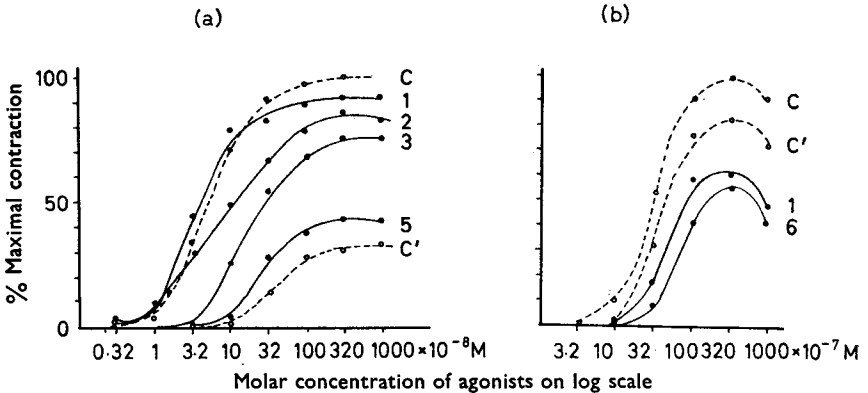 (a)
(b)
100
50
0
% Maximal contraction
C
1
2
3
5
C'
C
C'
1
6
0·32 1 3·2 10 32 100 320 1000×10⁻⁸M
3·2 10 32 100 320 1000×10⁻⁷M
Molar concentration of agonists on log scale